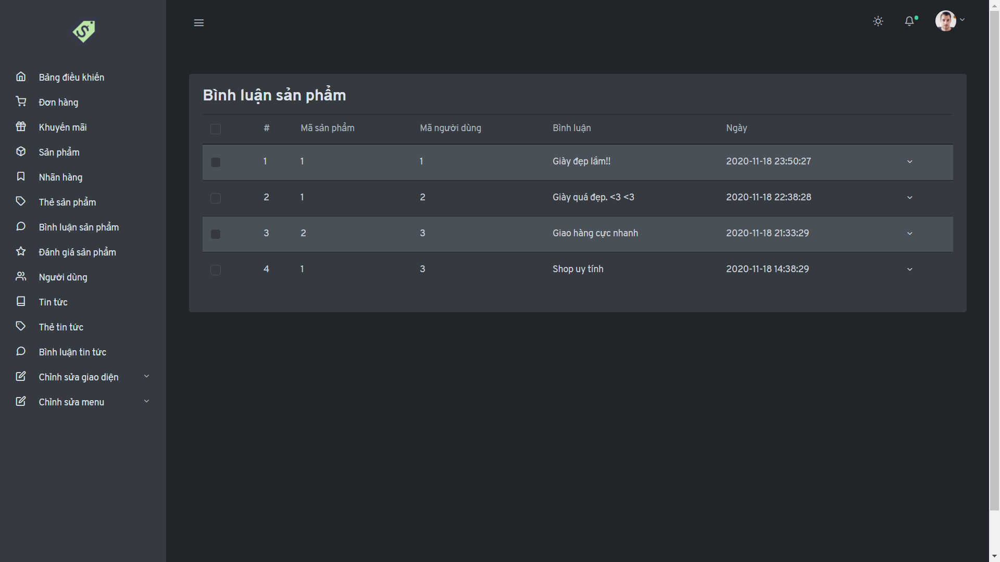 Bảng điều khiến
Đơn hàng
Khuyến mãi
Sản phẩm
Nhãn hàng
Thẻ sản phẩm
Bình luận sản phẩm
Đánh giá sản phẩm
Người dùng
Tin tức
Thẻ tin tức
Bình luận tin tức
Chỉnh sửa giao diện
Chỉnh sửa menu
Bình luận sản phẩm
# Mã sản phẩm Mã người dùng Bình luận Ngày
1 1 1 Giày đẹp lắm!! 2020-11-18 23:50:27
2 1 2 Giày quá đẹp. <3 <3 2020-11-18 22:38:28
3 2 3 Giao hàng cực nhanh 2020-11-18 21:33:29
4 1 3 Shop uy tính 2020-11-18 14:38:29